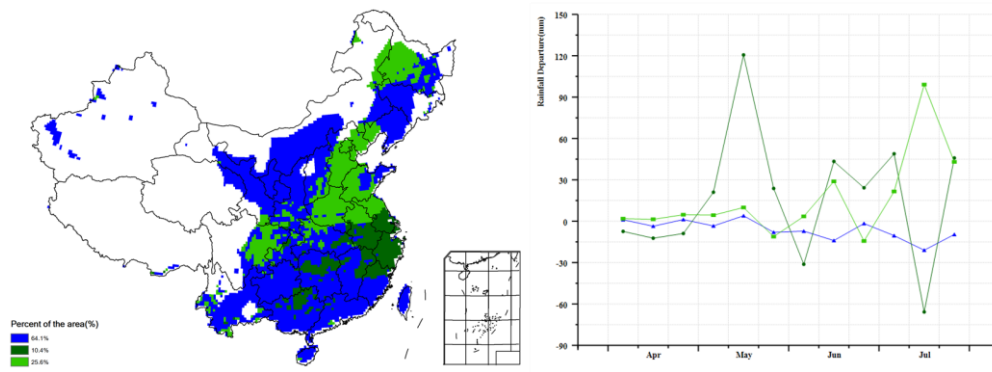 Percent of the area(%)
64.1%
10.4%
25.6%
Rainfall Departure(mm)
150
120
90
60
30
0
-30
-60
-90
Apr
May
Jun
Jul